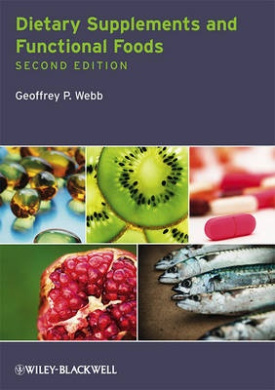 Dietary Supplements and
Functional Foods
SECOND EDITION
Geoffrey P. Webb
WILEY-BLACKWELL